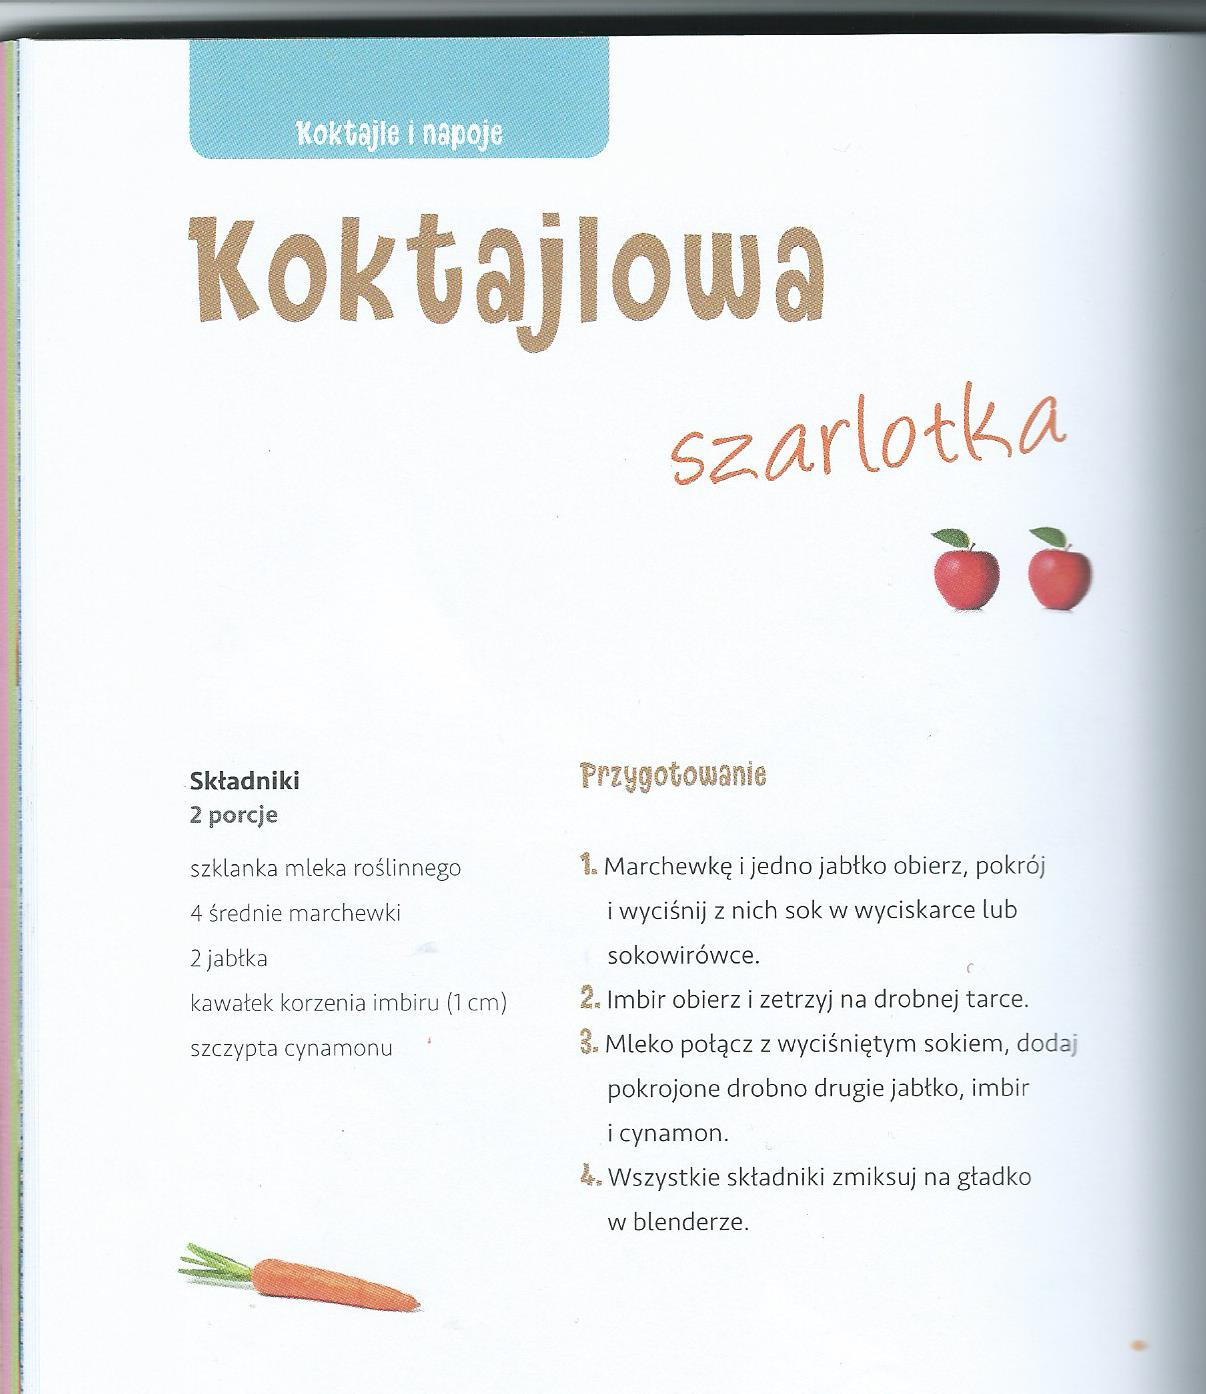 Koktajle i napoje
Koktajlowa
szarlotka
Składniki
2 porcje
szklanka mleka roślinnego
4 średnie marchewki
2 jabłka
kawałek korzenia imbiru (1 cm)
szczypta cynamonu
Przygotowanie
1. Marchewkę i jedno jabłko obierz, pokrój
i wyciśnij z nich sok w wyciskarce lub
sokowirówce.
2. Imbir obierz i zetrzyj na drobnej tarce.
3. Mleko połącz z wyciśniętym sokiem, dodaj
pokrojone drobno drugie jabłko, imbir
i cynamon.
4. Wszystkie składniki zmiksuj na gładko
w blenderze.